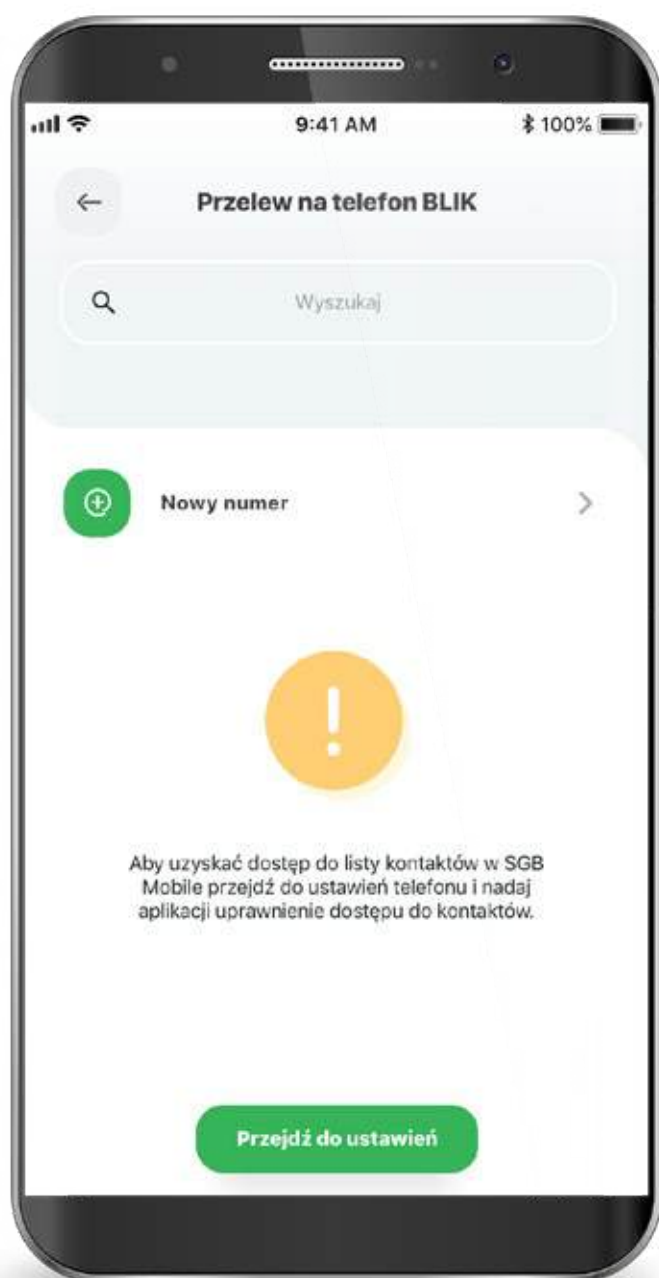 9:41 AM
100%
Przelew na telefon BLIK
Wyszukaj
Nowy numer
!
Aby uzyskać dostęp do listy kontaktów w SGB
Mobile przejdź do ustawień telefonu i nadaj
aplikacji uprawnienie dostępu do kontaktów.
Przejdź do ustawień